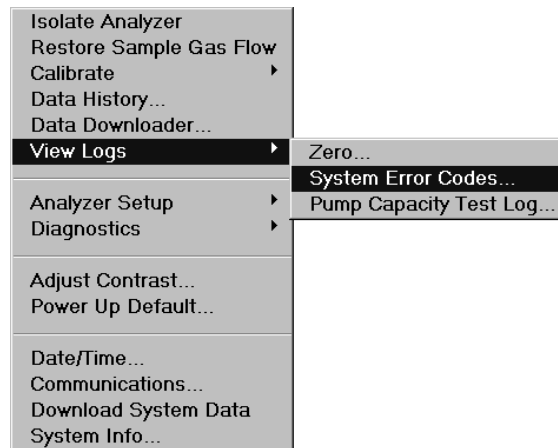 Isolate Analyzer
Restore Sample Gas Flow
Calibrate
Data History...
Data Downloader...
View Logs
Zero...
System Error Codes...
Pump Capacity Test Log...
Analyzer Setup
Diagnostics
Adjust Contrast...
Power Up Default...
Date/Time...
Communications...
Download System Data
System Info...